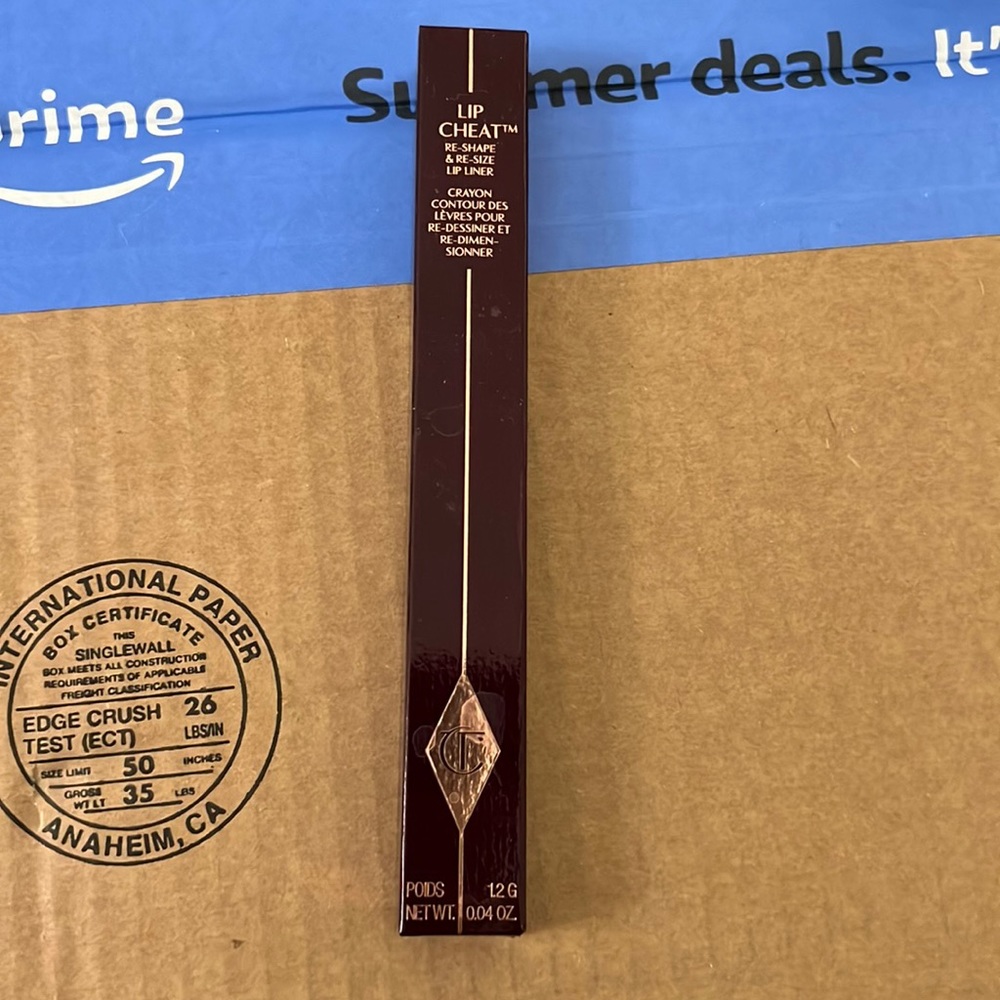 prime
Summer deals. It'
LIP
CHEAT™
RE-SHAPE
& RE-SIZE
LIP LINER
CRAYON
CONTOUR DES
LÈVRES POUR
RE-DESSINER ET
RE-DIMEN-
SIONNER
CT
POIDS 1.2 G
NET WT. 0.04 OZ.
INTERNATIONAL PAPER
BOX CERTIFICATE
THIS
SINGLEWALL
BOX MEETS ALL CONSTRUCTION
REQUIREMENTS OF APPLICABLE
FREIGHT CLASSIFICATION
EDGE CRUSH 26
TEST (ECT) LBS/IN
SIZE LIMIT 50 INCHES
GROSS
WT LT 35 LBS
ANAHEIM, CA